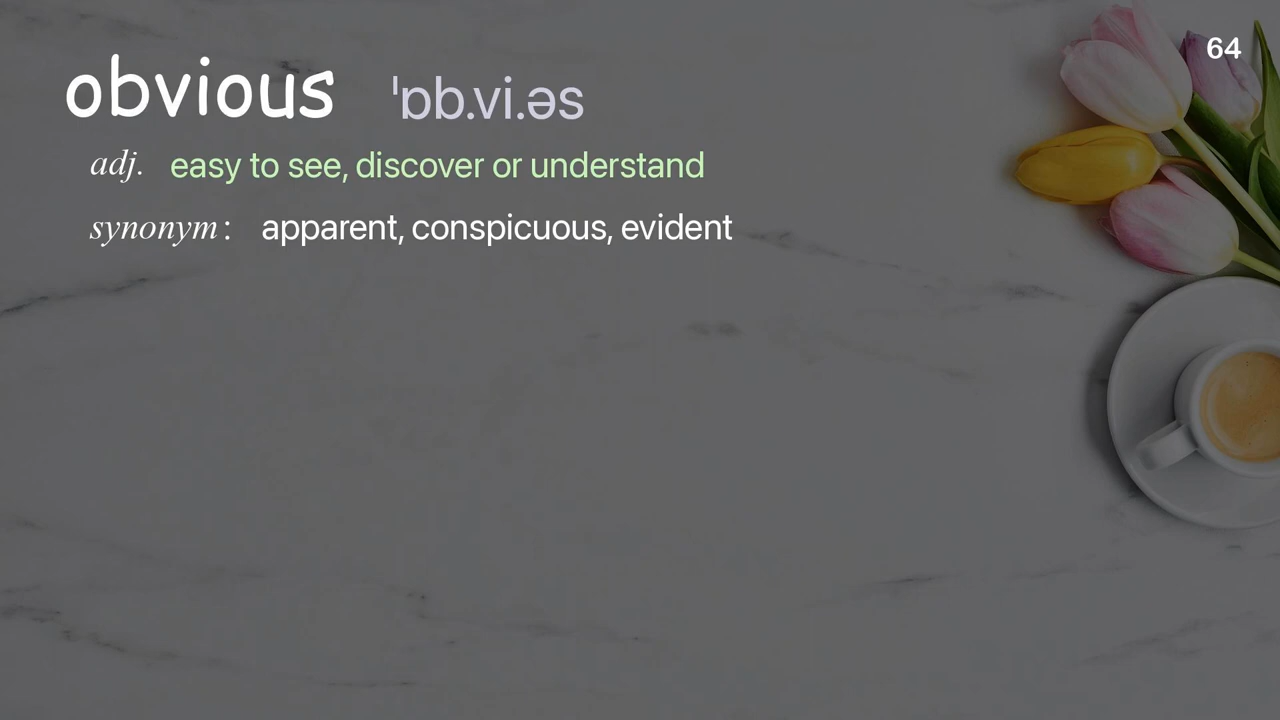 64
obvious ˈɒb.vi.əs
adj. easy to see, discover or understand
synonym: apparent, conspicuous, evident